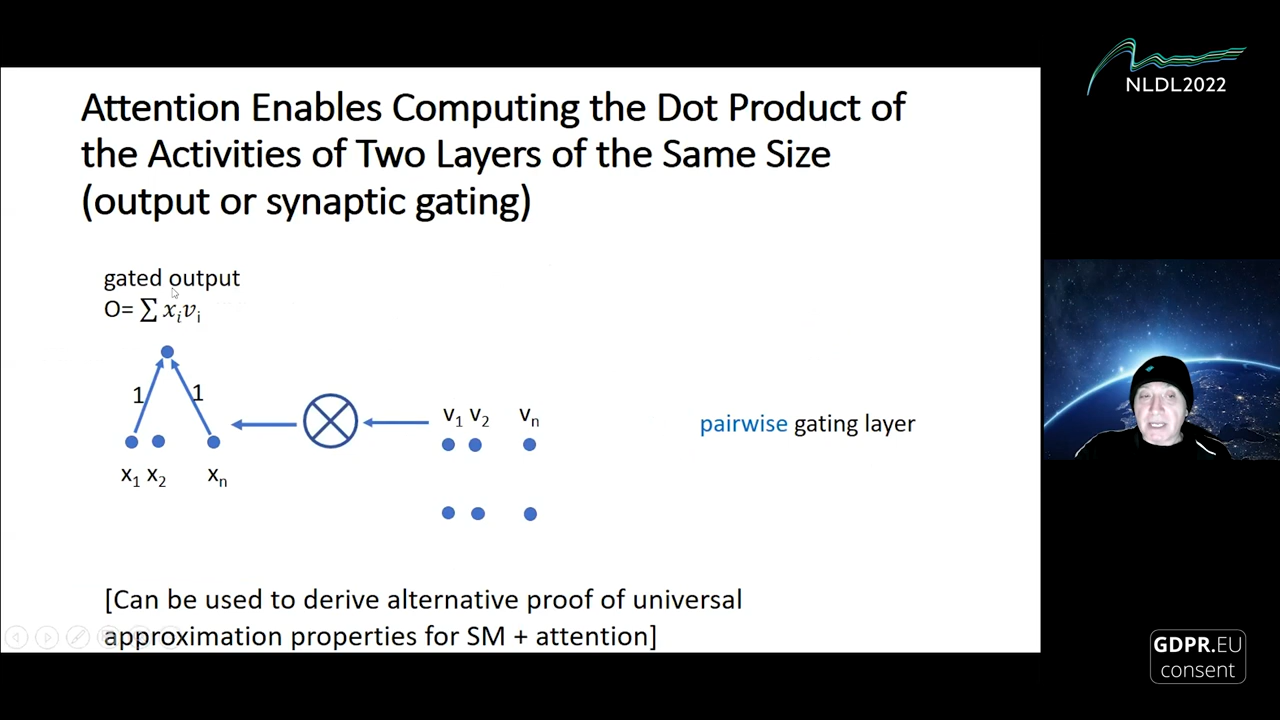 NLDL2022
Attention Enables Computing the Dot Product of
the Activities of Two Layers of the Same Size
(output or synaptic gating)
gated output
O= ∑ xᵢvᵢ
1 1
v₁ v₂ vₙ
pairwise gating layer
x₁ x₂ xₙ
[Can be used to derive alternative proof of universal
approximation properties for SM + attention]
GDPR.EU
consent